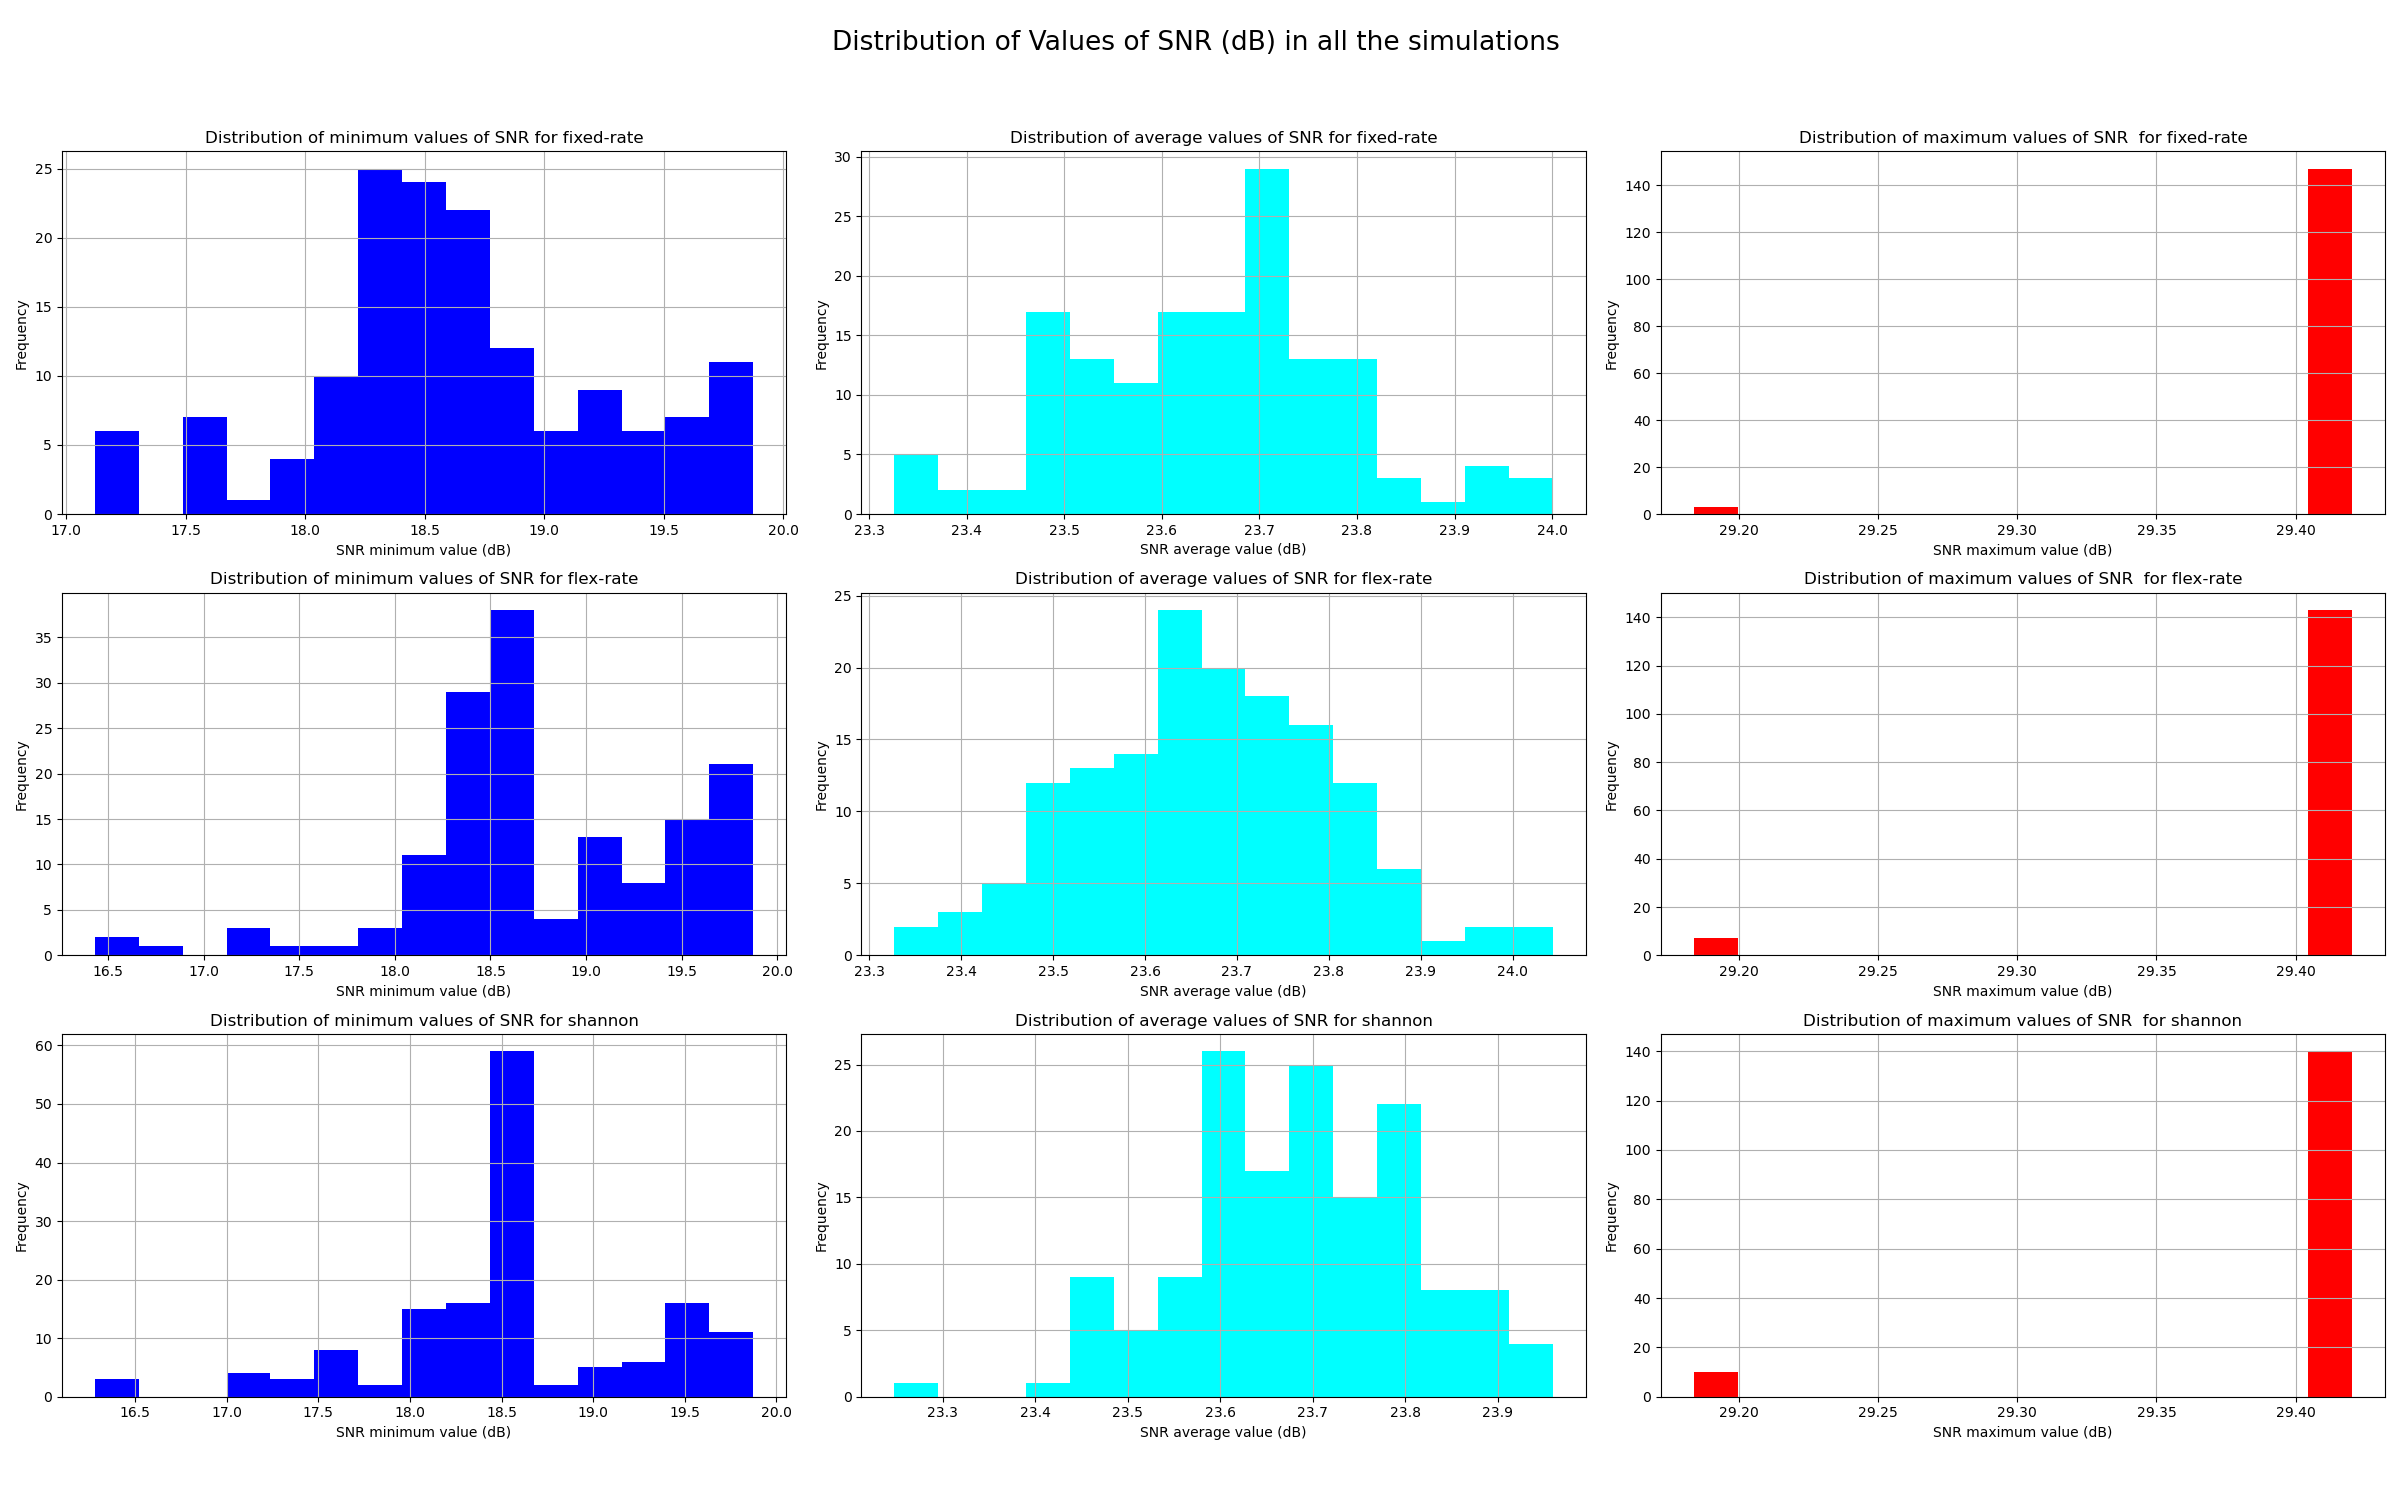 Distribution of Values of SNR (dB) in all the simulations
Distribution of minimum values of SNR for fixed-rate
Frequency
25
20
15
10
5
0
17.0 17.5 18.0 18.5 19.0 19.5 20.0
SNR minimum value (dB)
Distribution of average values of SNR for fixed-rate
Frequency
30
25
20
15
10
5
0
23.3 23.4 23.5 23.6 23.7 23.8 23.9 24.0
SNR average value (dB)
Distribution of maximum values of SNR  for fixed-rate
Frequency
140
120
100
80
60
40
20
0
29.20 29.25 29.30 29.35 29.40
SNR maximum value (dB)
Distribution of minimum values of SNR for flex-rate
Frequency
35
30
25
20
15
10
5
0
16.5 17.0 17.5 18.0 18.5 19.0 19.5 20.0
SNR minimum value (dB)
Distribution of average values of SNR for flex-rate
Frequency
25
20
15
10
5
0
23.3 23.4 23.5 23.6 23.7 23.8 23.9 24.0
SNR average value (dB)
Distribution of maximum values of SNR  for flex-rate
Frequency
140
120
100
80
60
40
20
0
29.20 29.25 29.30 29.35 29.40
SNR maximum value (dB)
Distribution of minimum values of SNR for shannon
Frequency
60
50
40
30
20
10
0
16.5 17.0 17.5 18.0 18.5 19.0 19.5 20.0
SNR minimum value (dB)
Distribution of average values of SNR for shannon
Frequency
25
20
15
10
5
0
23.3 23.4 23.5 23.6 23.7 23.8 23.9
SNR average value (dB)
Distribution of maximum values of SNR  for shannon
Frequency
140
120
100
80
60
40
20
0
29.20 29.25 29.30 29.35 29.40
SNR maximum value (dB)